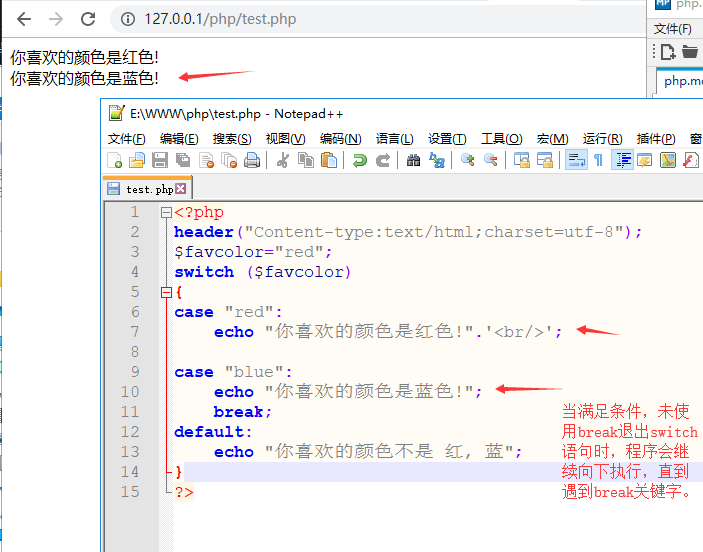 127.0.0.1/php/test.php
php.
文件(F)
php.m
你喜欢的颜色是红色!
你喜欢的颜色是蓝色!
E:\WWW\php\test.php - Notepad++
文件(F) 编辑(E) 搜索(S) 视图(V) 编码(N) 语言(L) 设置(T) 工具(O) 宏(M) 运行(R) 插件(P) 窗
test.php
1 <?php
2 header("Content-type:text/html;charset=utf-8");
3 $favcolor="red";
4 switch ($favcolor)
5 {
6 case "red":
7 echo "你喜欢的颜色是红色!".'<br/>';
8
9 case "blue":
10 echo "你喜欢的颜色是蓝色!";
11 break;
12 default:
13 echo "你喜欢的颜色不是 红, 蓝";
14 }
15 ?>
当满足条件，未使
用break退出switch
语句时，程序会继
续向下执行，直到
遇到break关键字。